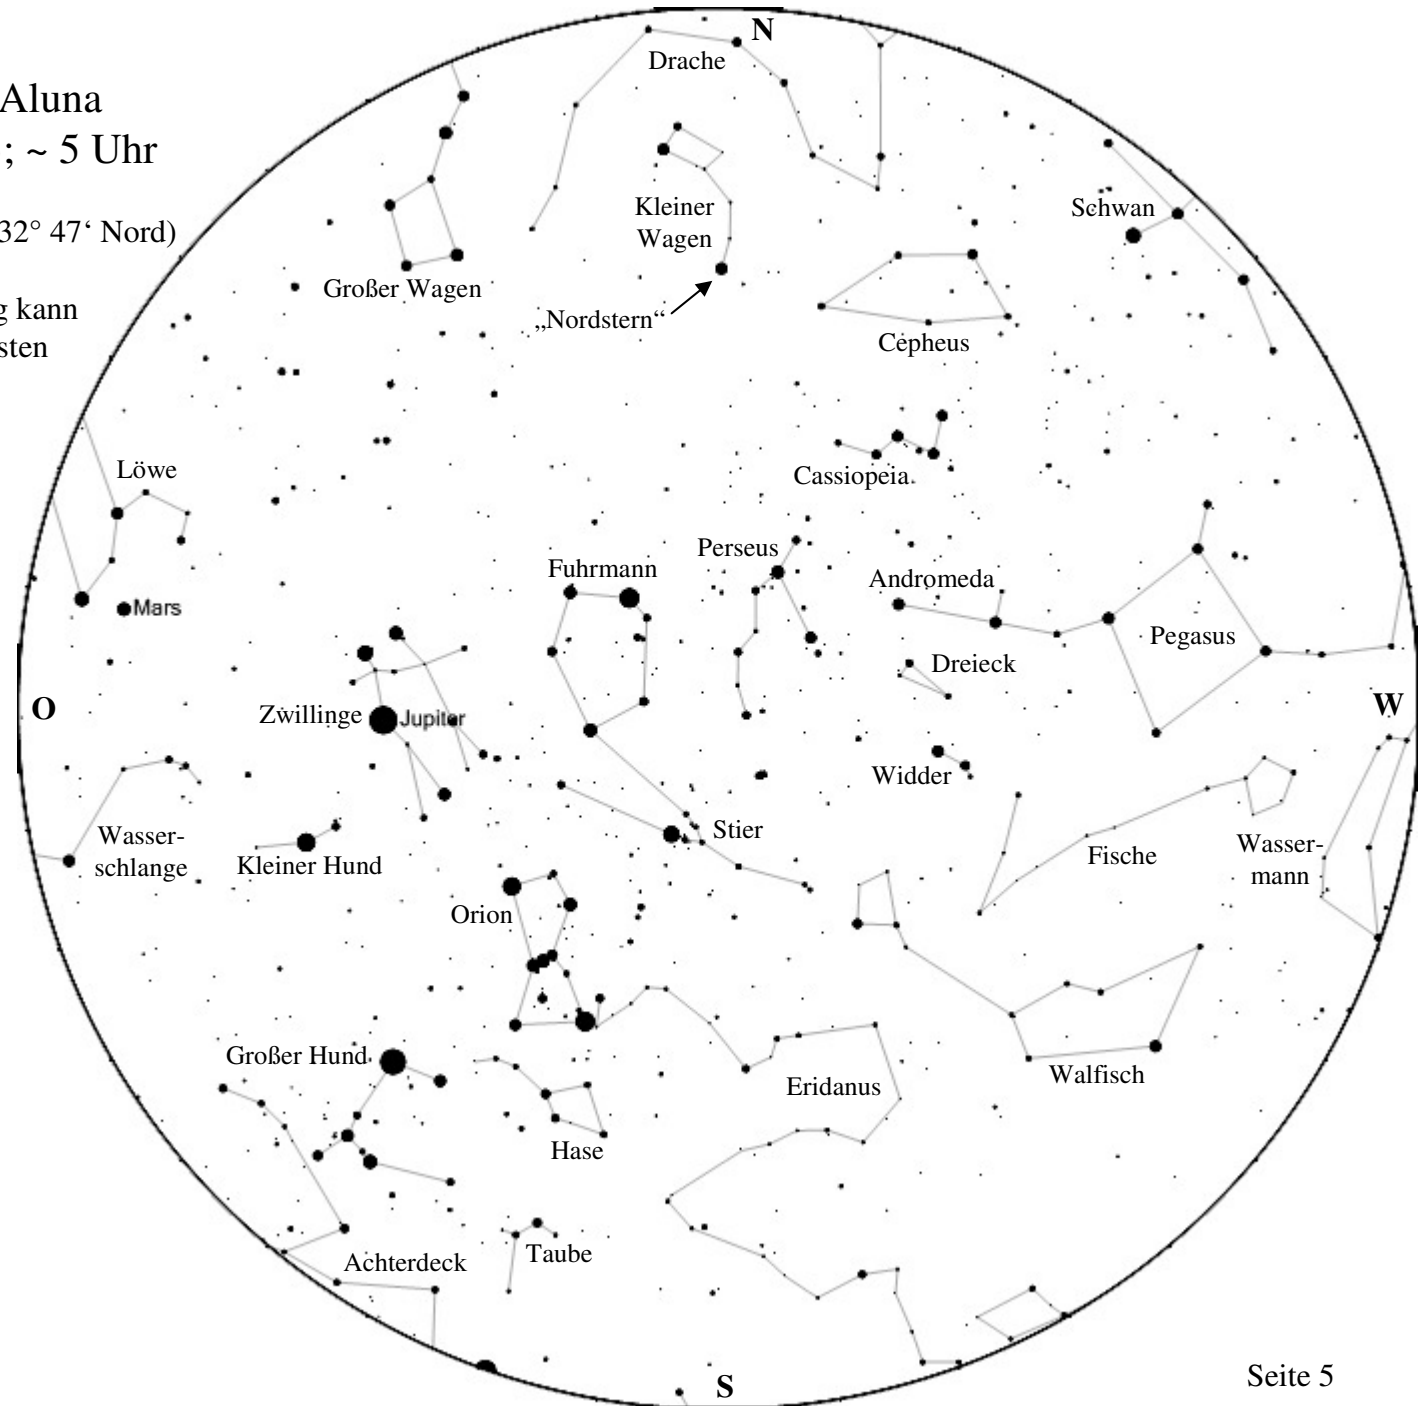 N
Drache
Aluna
; ~ 5 Uhr
32° 47‘ Nord)
g kann
sten
Kleiner
Wagen
Schwan
Großer Wagen
„Nordstern“
Cepheus
Löwe
Cassiopeia
Perseus
Fuhrmann
Andromeda
Mars
Pegasus
Dreieck
O
Zwillinge
Jupiter
W
Widder
Wasser-
schlange
Kleiner Hund
Stier
Fische
Wasser-
mann
Orion
Großer Hund
Eridanus
Walfisch
Hase
Achterdeck
Taube
S
Seite 5